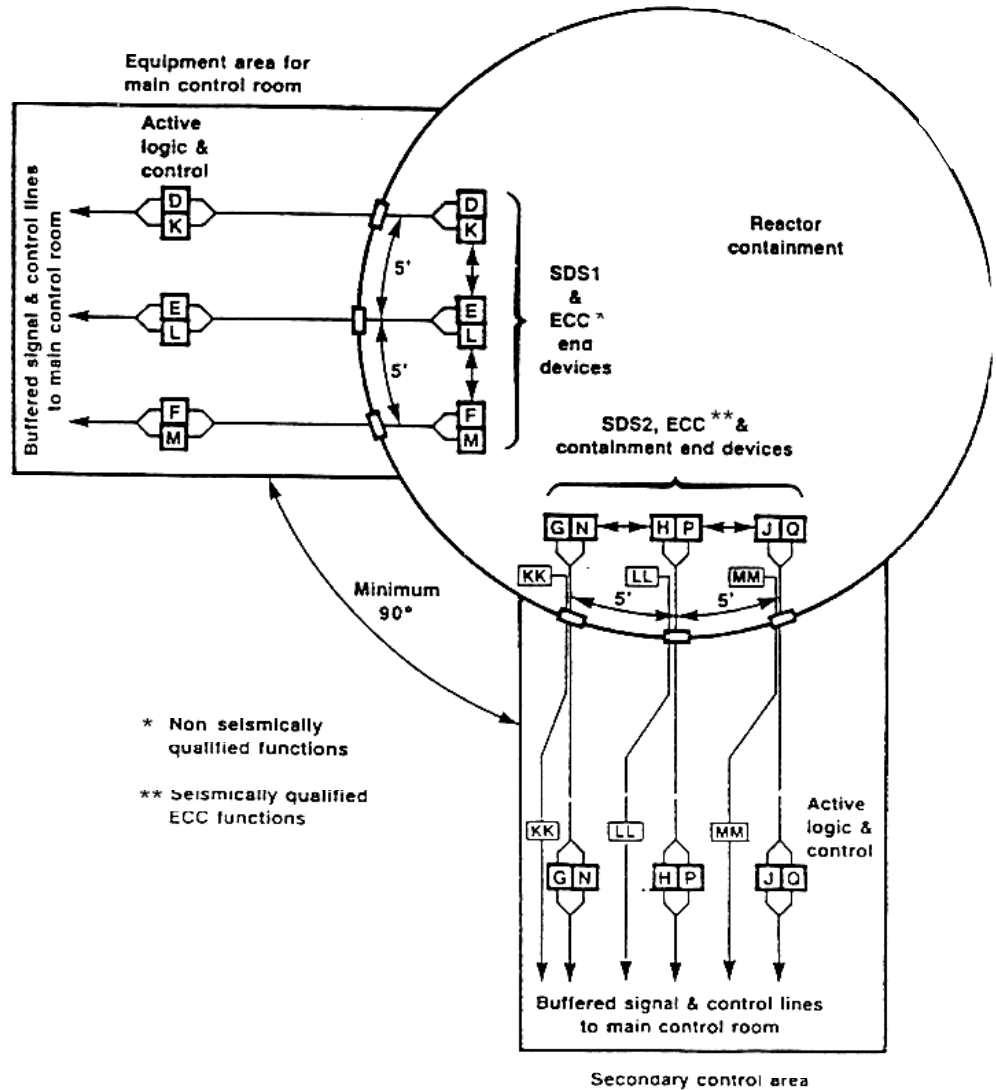 Equipment area for
main control room
Active
logic &
control
Buffered signal & control lines
to main control room
D
K
D
K
5'
E
L
E
L
5'
F
M
F
M
SDS1
&
ECC *
end
devices
Reactor
containment
SDS2, ECC ** &
containment end devices
G N
H P
J Q
KK
LL
MM
5'
5'
Minimum
90°
* Non seismically
qualified functions
** Seismically qualified
ECC functions
Active
logic &
control
KK
LL
MM
G N
H P
J Q
Buffered signal & control lines
to main control room
Secondary control area